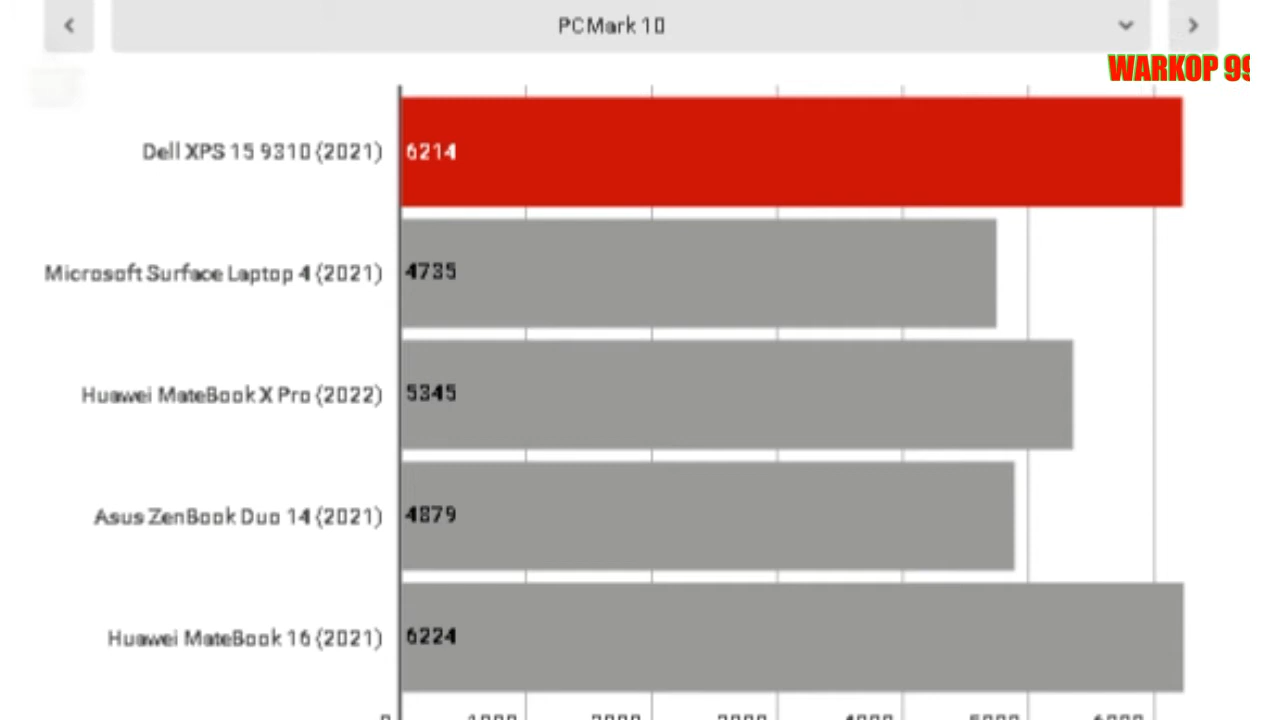 PCMark 10
WARKOP 99
Dell XPS 15 9310 (2021) 6214
Microsoft Surface Laptop 4 (2021) 4735
Huawei MateBook X Pro (2022) 5345
Asus ZenBook Duo 14 (2021) 4879
Huawei MateBook 16 (2021) 6224